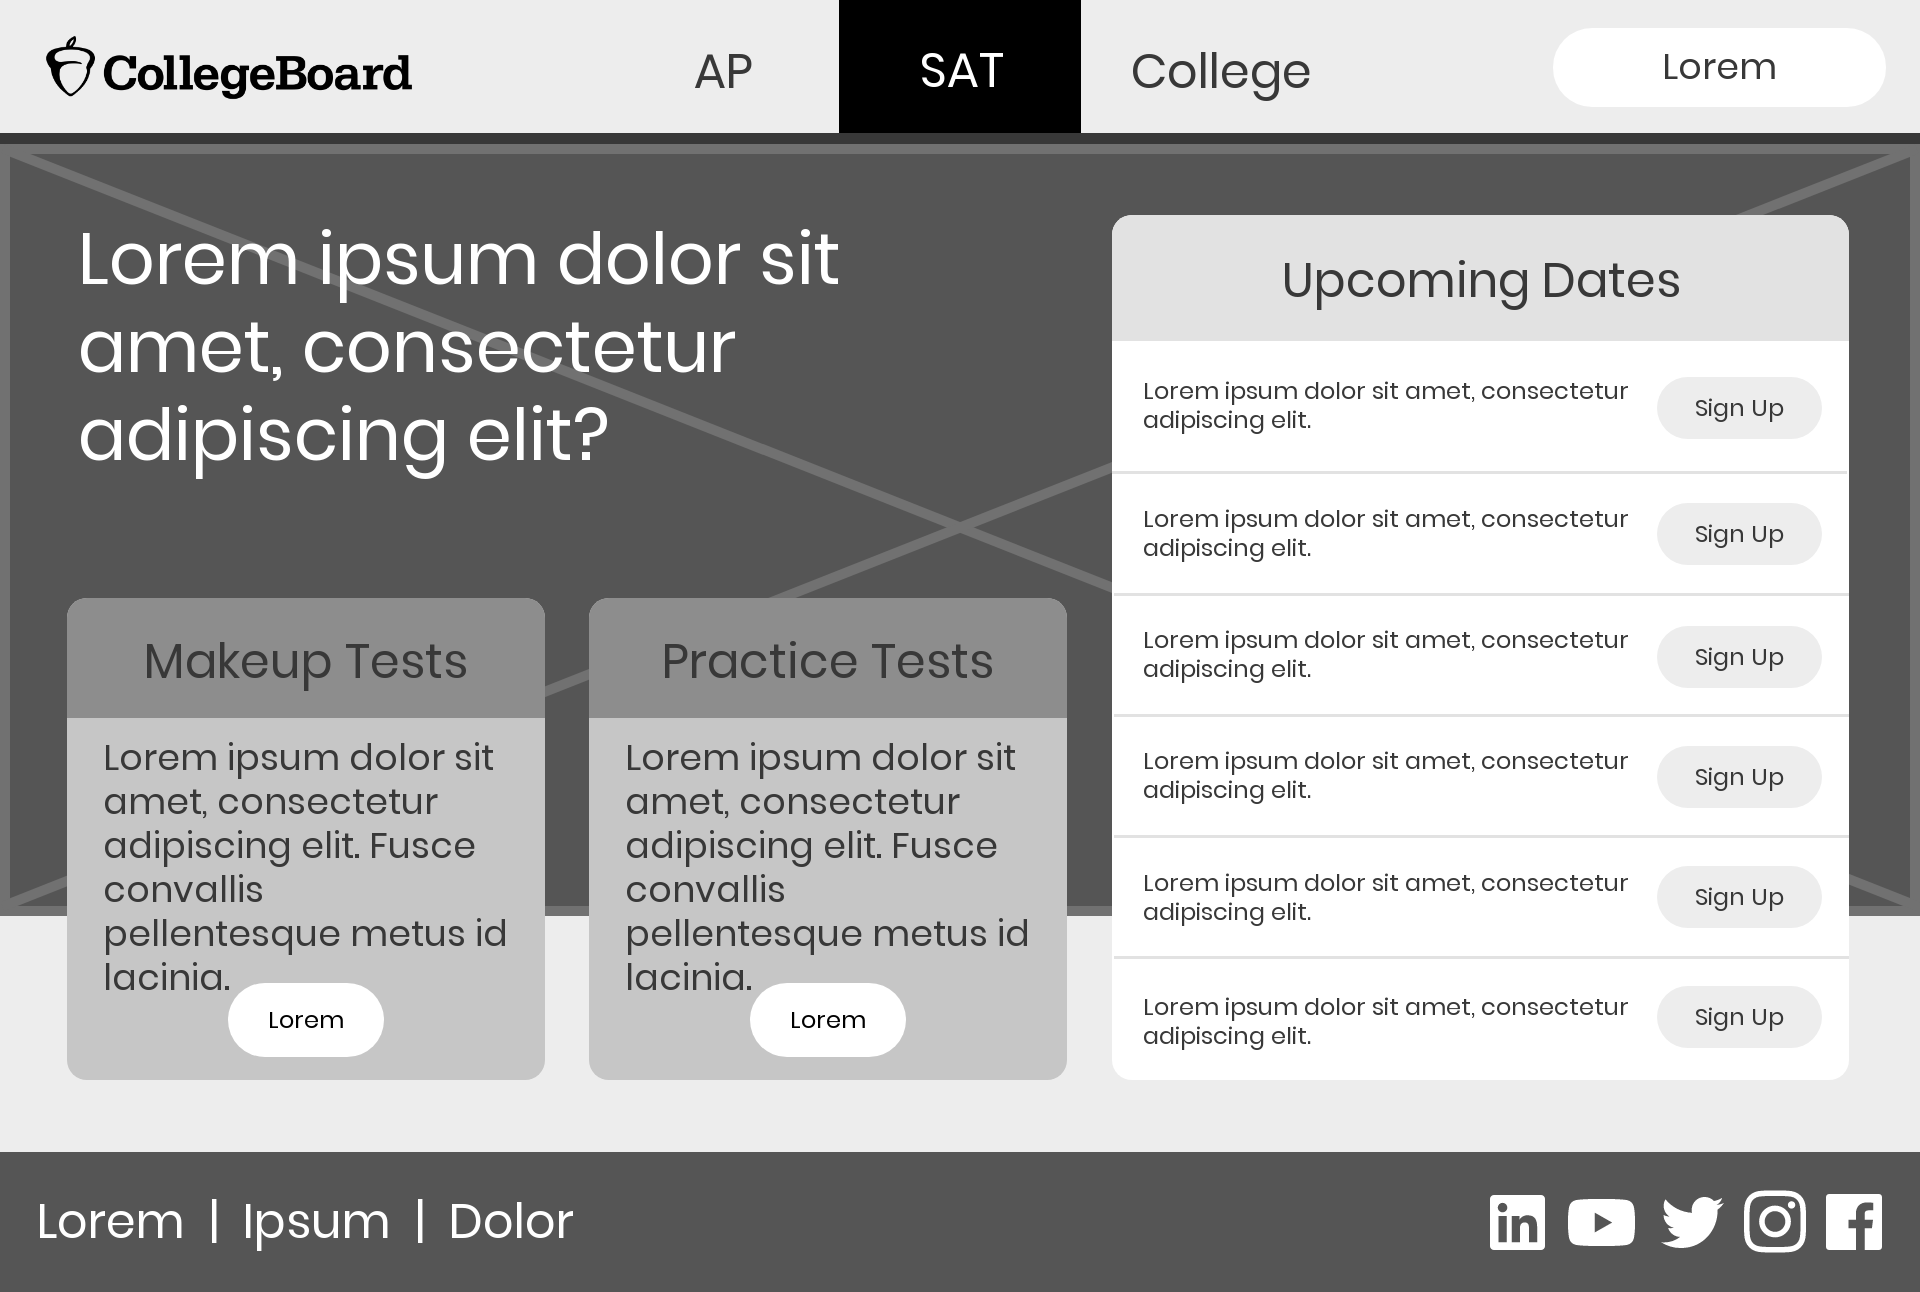 CollegeBoard
AP
SAT
College
Lorem
Lorem ipsum dolor sit
amet, consectetur
adipiscing elit?
Makeup Tests
Lorem ipsum dolor sit
amet, consectetur
adipiscing elit. Fusce
convallis
pellentesque metus id
lacinia.
Lorem
Practice Tests
Lorem ipsum dolor sit
amet, consectetur
adipiscing elit. Fusce
convallis
pellentesque metus id
lacinia.
Lorem
Upcoming Dates
Lorem ipsum dolor sit amet, consectetur
adipiscing elit.
Sign Up
Lorem ipsum dolor sit amet, consectetur
adipiscing elit.
Sign Up
Lorem ipsum dolor sit amet, consectetur
adipiscing elit.
Sign Up
Lorem ipsum dolor sit amet, consectetur
adipiscing elit.
Sign Up
Lorem ipsum dolor sit amet, consectetur
adipiscing elit.
Sign Up
Lorem ipsum dolor sit amet, consectetur
adipiscing elit.
Sign Up
Lorem | Ipsum | Dolor